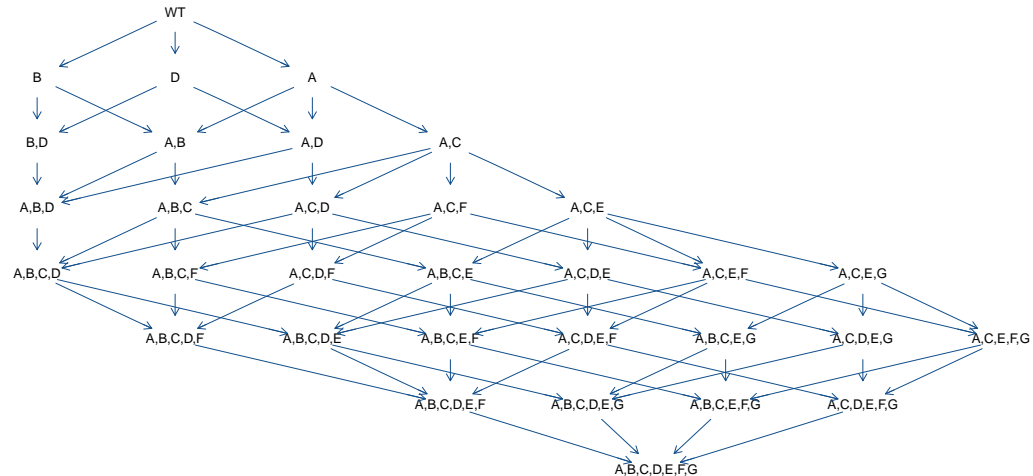 WT
B D A
B,D A,B A,D A,C
A,B,D A,B,C A,C,D A,C,F A,C,E
A,B,C,D A,B,C,F A,C,D,F A,B,C,E A,C,D,E A,C,E,F A,C,E,G
A,B,C,D,F A,B,C,D,E A,B,C,E,F A,C,D,E,F A,B,C,E,G A,C,D,E,G A,C,E,F,G
A,B,C,D,E,F A,B,C,D,E,G A,B,C,E,F,G A,C,D,E,F,G
A,B,C,D,E,F,G